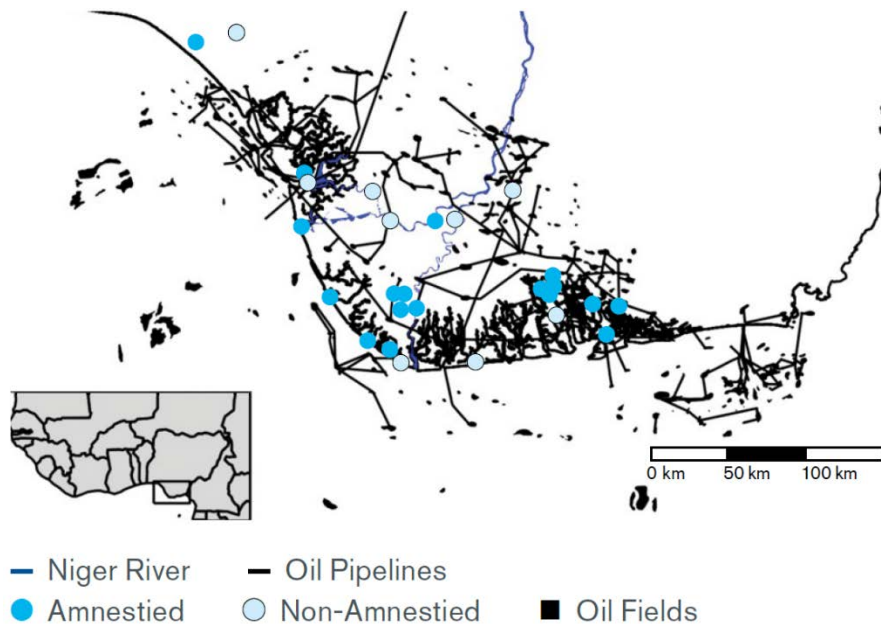 0 km 50 km 100 km
Niger River Oil Pipelines
Amnestied Non-Amnestied Oil Fields